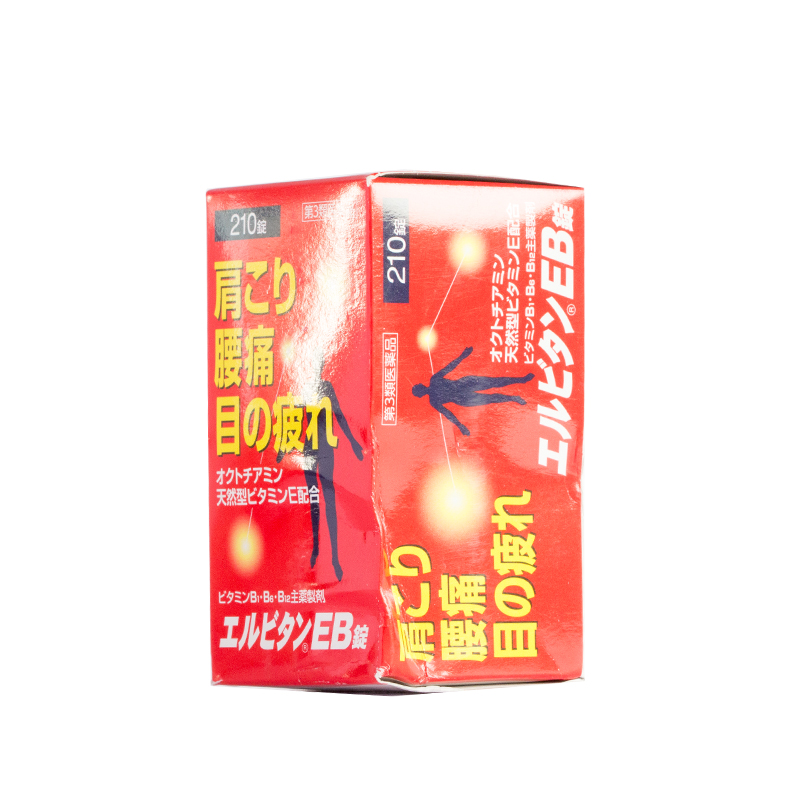 210錠
第3類医
肩こり
腰痛
目の疲れ
オクトチアミン
天然型ビタミンE配合
ビタミンB1・B6・B12主薬製剤
エルビタン®EB錠
210錠
第3類医薬品
オクトチアミン
天然型ビタミンE配合
ビタミンB1・B6・B12主薬製剤
エルビタン®EB錠
肩こり
腰痛
目の疲れ